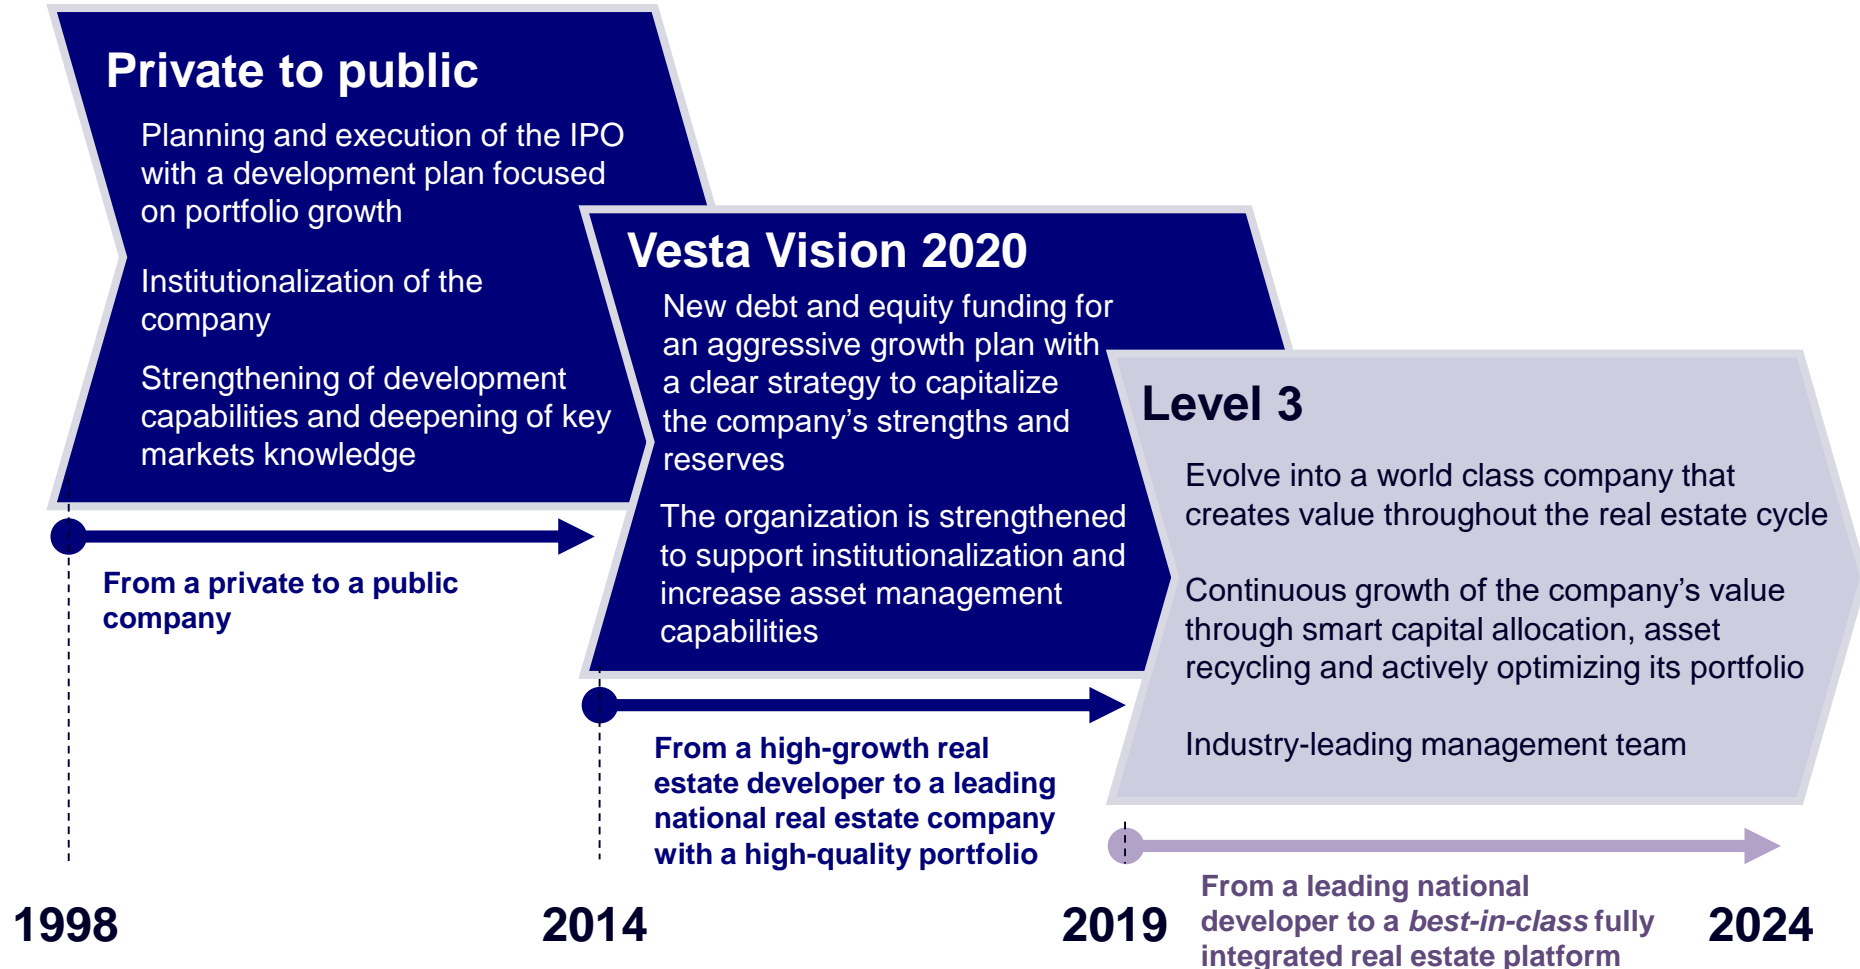 Private to public
Planning and execution of the IPO
with a development plan focused
on portfolio growth
Institutionalization of the
company
Strengthening of development
capabilities and deepening of key
markets knowledge
From a private to a public
company
Vesta Vision 2020
New debt and equity funding for
an aggressive growth plan with
a clear strategy to capitalize
the company’s strengths and
reserves
The organization is strengthened
to support institutionalization and
increase asset management
capabilities
From a high-growth real
estate developer to a leading
national real estate company
with a high-quality portfolio
Level 3
Evolve into a world class company that
creates value throughout the real estate cycle
Continuous growth of the company’s value
through smart capital allocation, asset
recycling and actively optimizing its portfolio
Industry-leading management team
From a leading national
developer to a best-in-class fully
integrated real estate platform
1998
2014
2019
2024